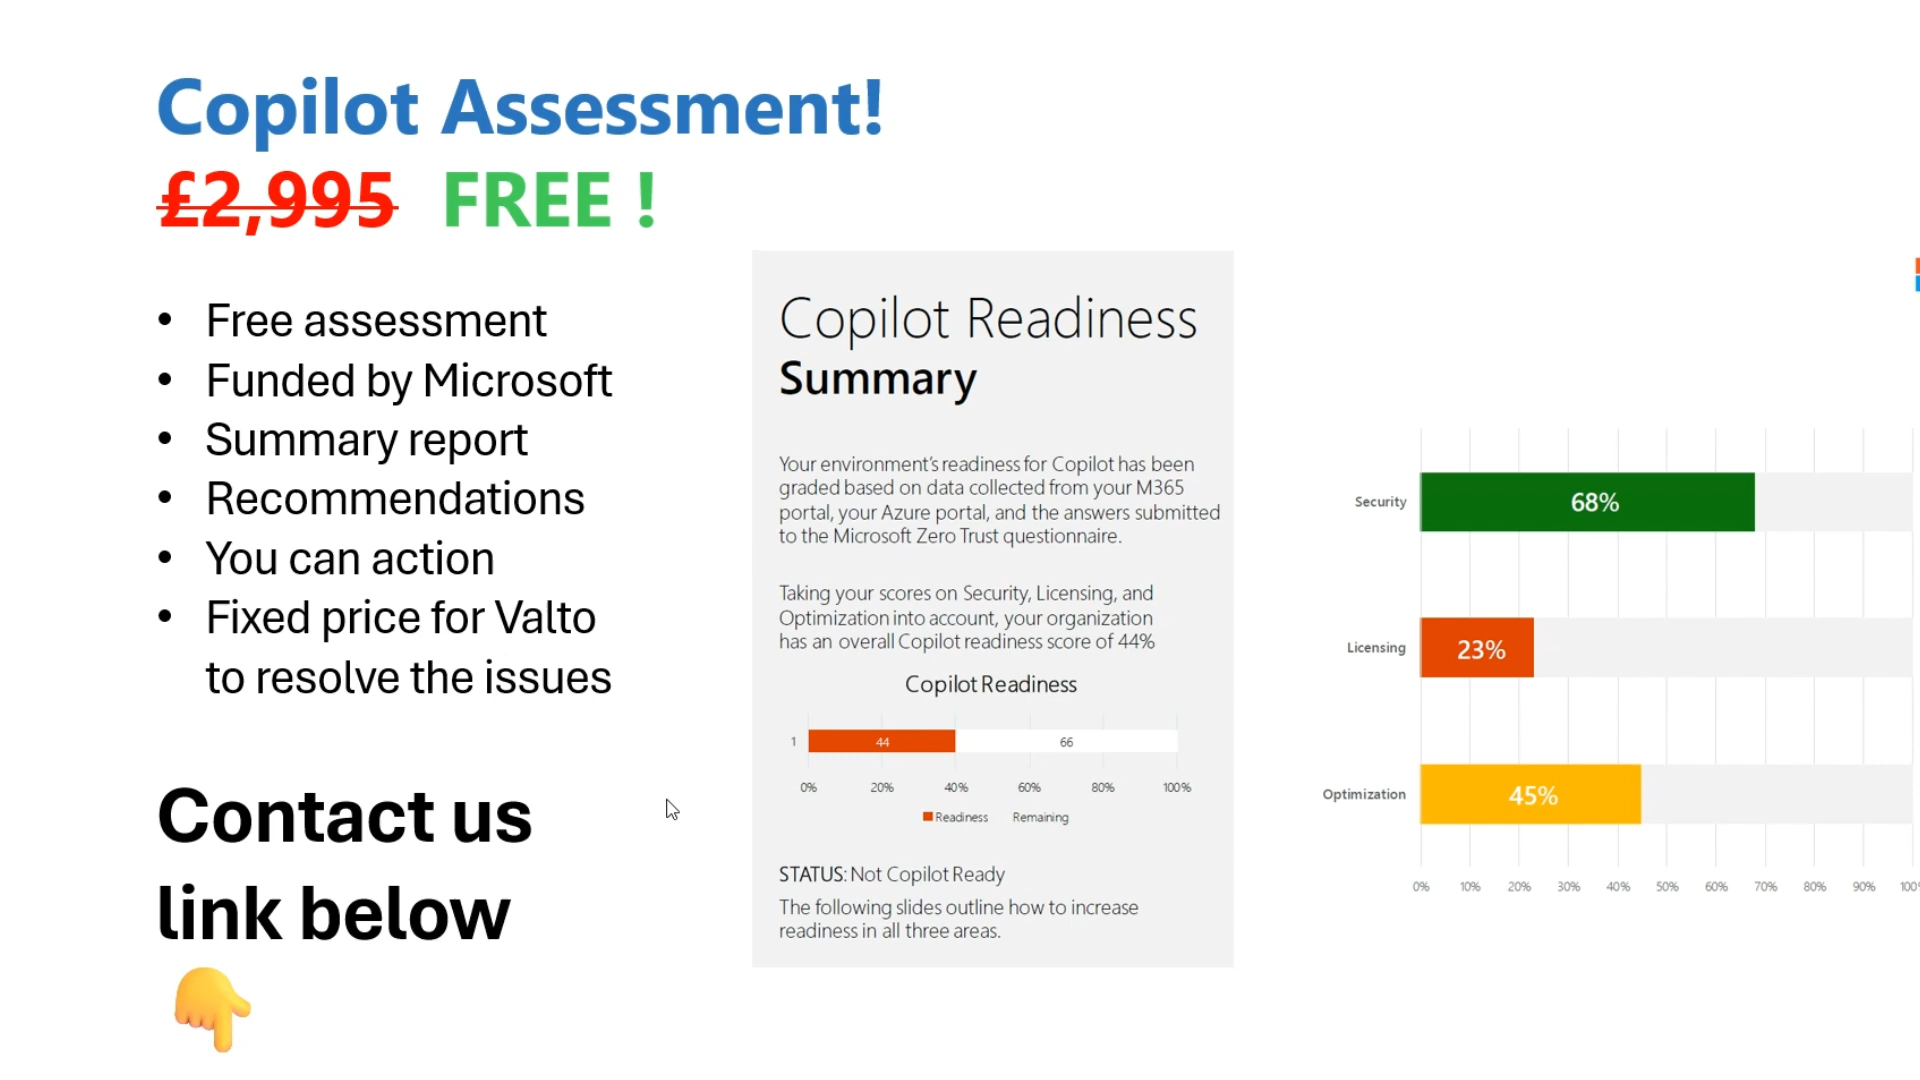 Copilot Assessment!
£2,995 FREE !
• Free assessment
• Funded by Microsoft
• Summary report
• Recommendations
• You can action
• Fixed price for Valto
to resolve the issues
Contact us
link below
Copilot Readiness
Summary
Your environment's readiness for Copilot has been
graded based on data collected from your M365
portal, your Azure portal, and the answers submitted
to the Microsoft Zero Trust questionnaire.
Taking your scores on Security, Licensing, and
Optimization into account, your organization
has an overall Copilot readiness score of 44%
Copilot Readiness
1 44 66
0% 20% 40% 60% 80% 100%
Readiness Remaining
STATUS: Not Copilot Ready
The following slides outline how to increase
readiness in all three areas.
Security 68%
Licensing 23%
Optimization 45%
0% 10% 20% 30% 40% 50% 60% 70% 80% 90% 100%